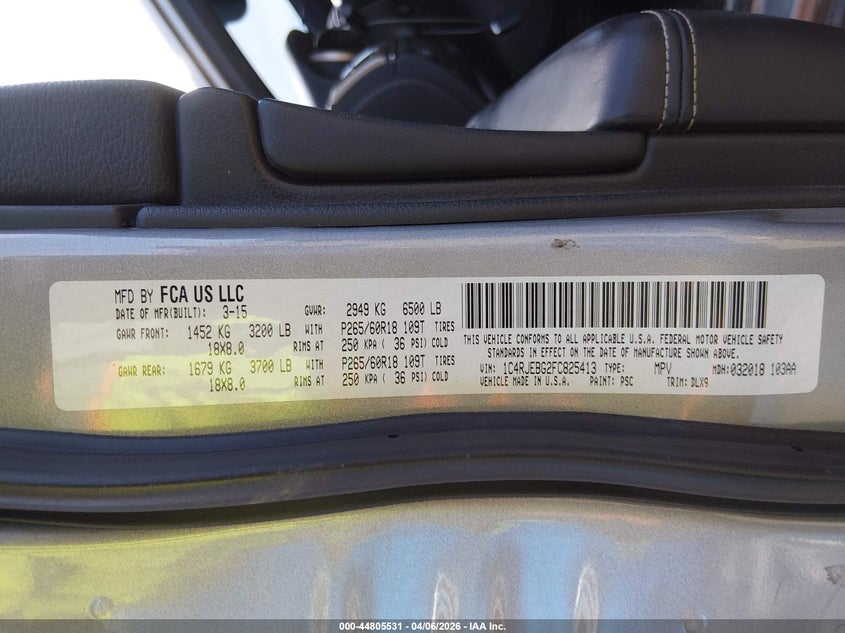 MFD BY FCA US LLC
DATE OF MFR(BUILT): 3-15 GVWR: 2949 KG 6500 LB
GAWR FRONT: 1452 KG 3200 LB WITH P265/60R18 109T TIRES
18X8.0 RIMS AT 250 KPA ( 36 PSI) COLD
GAWR REAR: 1679 KG 3700 LB WITH P265/60R18 109T TIRES
18X8.0 RIMS AT 250 KPA ( 36 PSI) COLD
THIS VEHICLE CONFORMS TO ALL APPLICABLE U.S.A. FEDERAL MOTOR VEHICLE SAFETY
STANDARDS IN EFFECT ON THE DATE OF MANUFACTURE SHOWN ABOVE.
VIN: 1C4RJEBG2FC825413 TYPE: MPV MDH: 032018 103AA
VEHICLE MADE IN U.S.A. PAINT: PSC TRIM: DLX9
000-44805531 - 04/06/2026 - IAA Inc.